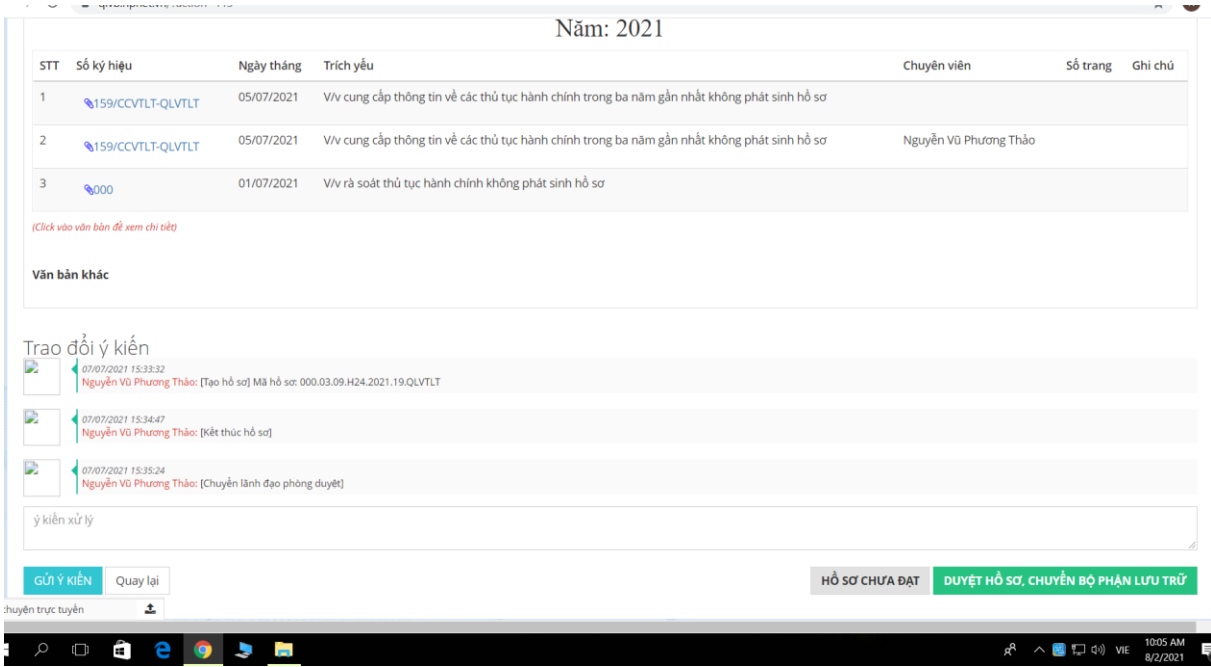 Năm: 2021
STT Số ký hiệu Ngày tháng Trích yếu Chuyên viên Số trang Ghi chú
1 159/CCVTLT-QLVTLT 05/07/2021 V/v cung cấp thông tin về các thủ tục hành chính trong ba năm gần nhất không phát sinh hồ sơ
2 159/CCVTLT-QLVTLT 05/07/2021 V/v cung cấp thông tin về các thủ tục hành chính trong ba năm gần nhất không phát sinh hồ sơ Nguyễn Vũ Phương Thảo
3 000 01/07/2021 V/v rà soát thủ tục hành chính không phát sinh hồ sơ
(Click vào văn bản để xem chi tiết)
Văn bản khác
Trao đổi ý kiến
07/07/2021 15:33:32
Nguyễn Vũ Phương Thảo: [Tạo hồ sơ] Mã hồ sơ: 000.03.09.H24.2021.19.QLVTLT
07/07/2021 15:34:47
Nguyễn Vũ Phương Thảo: [Kết thúc hồ sơ]
07/07/2021 15:35:24
Nguyễn Vũ Phương Thảo: [Chuyển lãnh đạo phòng duyệt]
ý kiến xử lý
GỬI Ý KIẾN Quay lại HỒ SƠ CHƯA ĐẠT DUYỆT HỒ SƠ, CHUYỂN BỘ PHẬN LƯU TRỮ
chuyên trực tuyến
VIE 10:05 AM
8/2/2021